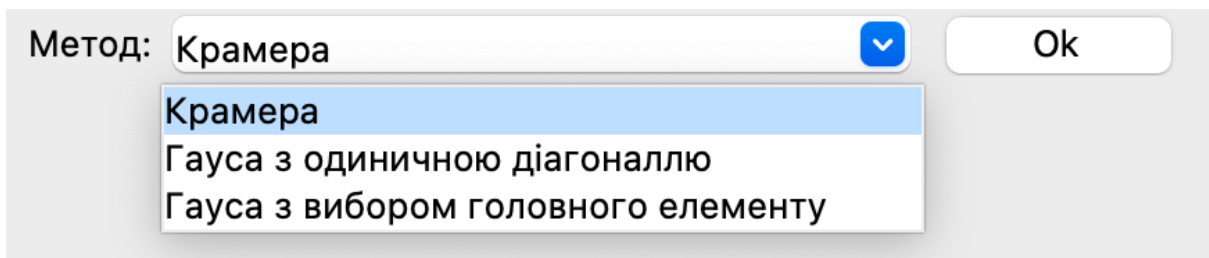 Метод: Крамера Ok
Крамера
Гауса з одиничною діагоналлю
Гауса з вибором головного елементу